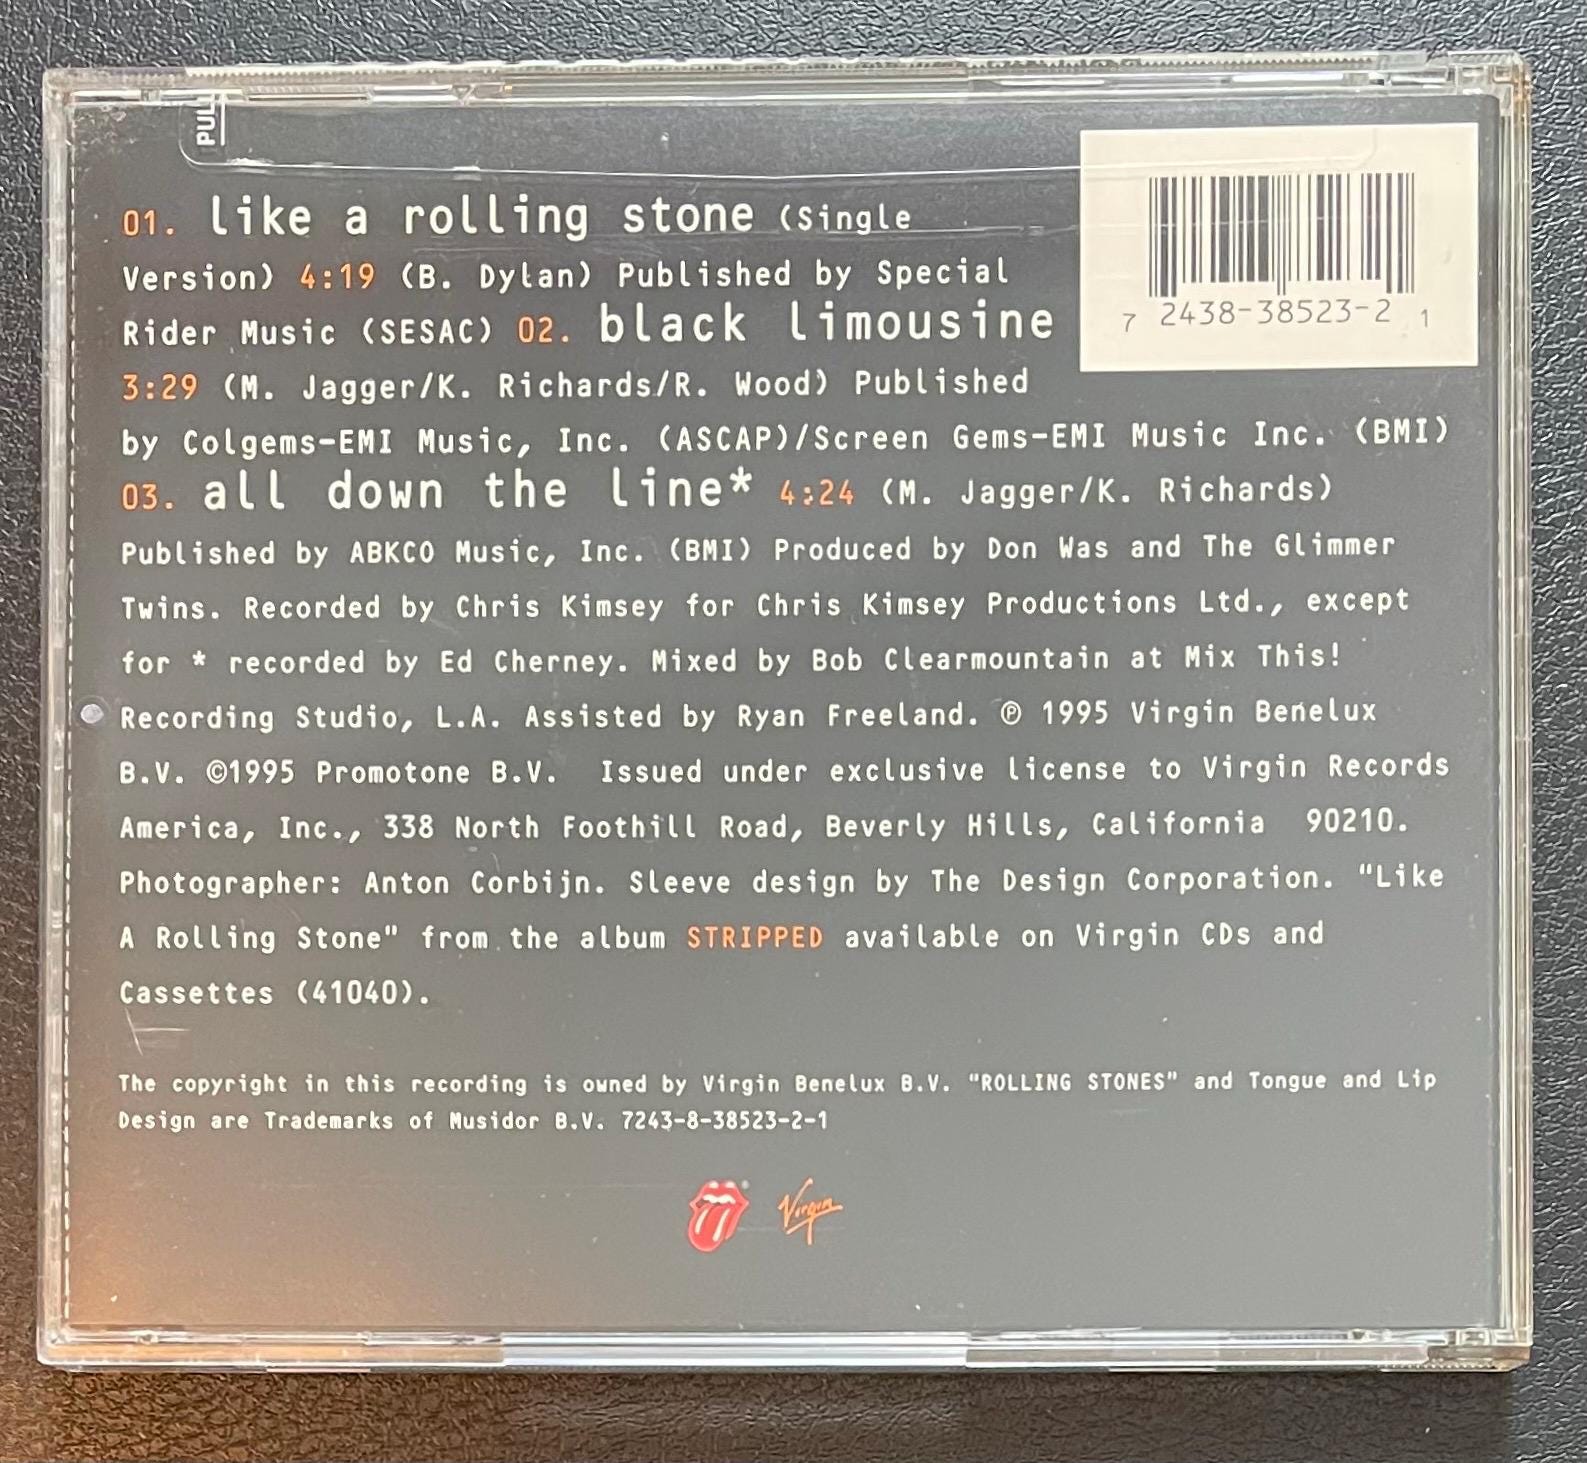 PUL
01. like a rolling stone (Single
Version) 4:19 (B. Dylan) Published by Special
Rider Music (SESAC) 02. black limousine
3:29 (M. Jagger/K. Richards/R. Wood) Published
by Colgems-EMI Music, Inc. (ASCAP)/Screen Gems-EMI Music Inc. (BMI)
03. all down the line* 4:24 (M. Jagger/K. Richards)
Published by ABKCO Music, Inc. (BMI) Produced by Don Was and The Glimmer
Twins. Recorded by Chris Kimsey for Chris Kimsey Productions Ltd., except
for * recorded by Ed Cherney. Mixed by Bob Clearmountain at Mix This!
Recording Studio, L.A. Assisted by Ryan Freeland. ℗ 1995 Virgin Benelux
B.V. ©1995 Promotone B.V. Issued under exclusive license to Virgin Records
America, Inc., 338 North Foothill Road, Beverly Hills, California 90210.
Photographer: Anton Corbijn. Sleeve design by The Design Corporation. "Like
A Rolling Stone" from the album STRIPPED available on Virgin CDs and
Cassettes (41040).
The copyright in this recording is owned by Virgin Benelux B.V. "ROLLING STONES" and Tongue and Lip
Design are Trademarks of Musidor B.V. 7243-8-38523-2-1
Virgin
7 2438-38523-2 1